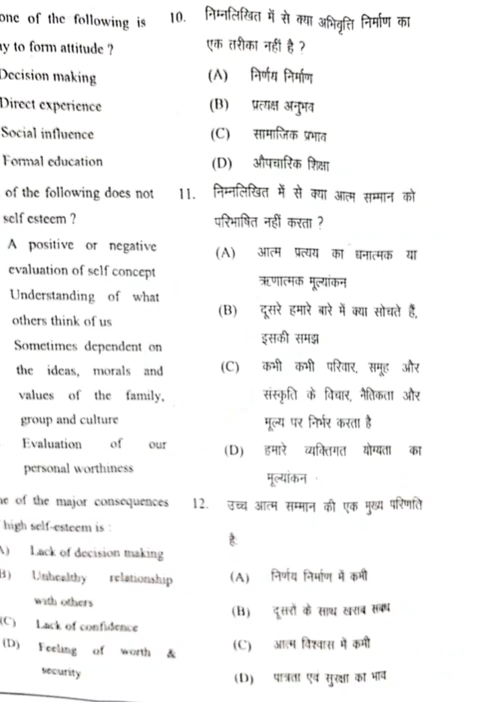 one of the following is
to form attitude ?
Decision making
Direct experience
Social influence
Formal education
of the following does not
self esteem ?
A positive or negative
evaluation of self concept
Understanding of what
others think of us
Sometimes dependent on
the ideas, morals and
values of the family,
group and culture
Evaluation of our
personal worthiness
of the major consequences
high self-esteem is :
Lack of decision making
Unhealthy relationship
with others
(C) Lack of confidence
(D) Feeling of worth &
security
10. निम्नलिखित में से क्या अभिवृत्ति निर्माण का
एक तरीका नहीं है ?
(A) निर्णय निर्माण
(B) प्रत्यक्ष अनुभव
(C) सामाजिक प्रभाव
(D) औपचारिक शिक्षा
11. निम्नलिखित में से क्या आत्म सम्मान को
परिभाषित नहीं करता ?
(A) आत्म प्रत्यय का धनात्मक या
ऋणात्मक मूल्यांकन
(B) दूसरे हमारे बारे में क्या सोचते हैं,
इसकी समझ
(C) कभी कभी परिवार, समूह और
संस्कृति के विचार, नैतिकता और
मूल्य पर निर्भर करता है
(D) हमारे व्यक्तिगत योग्यता का
मूल्यांकन
12. उच्च आत्म सम्मान की एक मुख्य परिणति
है:
(A) निर्णय निर्माण में कमी
(B) दूसरों के साथ खराब संबंध
(C) आत्म विश्वास में कमी
(D) पात्रता एवं सुरक्षा का भाव